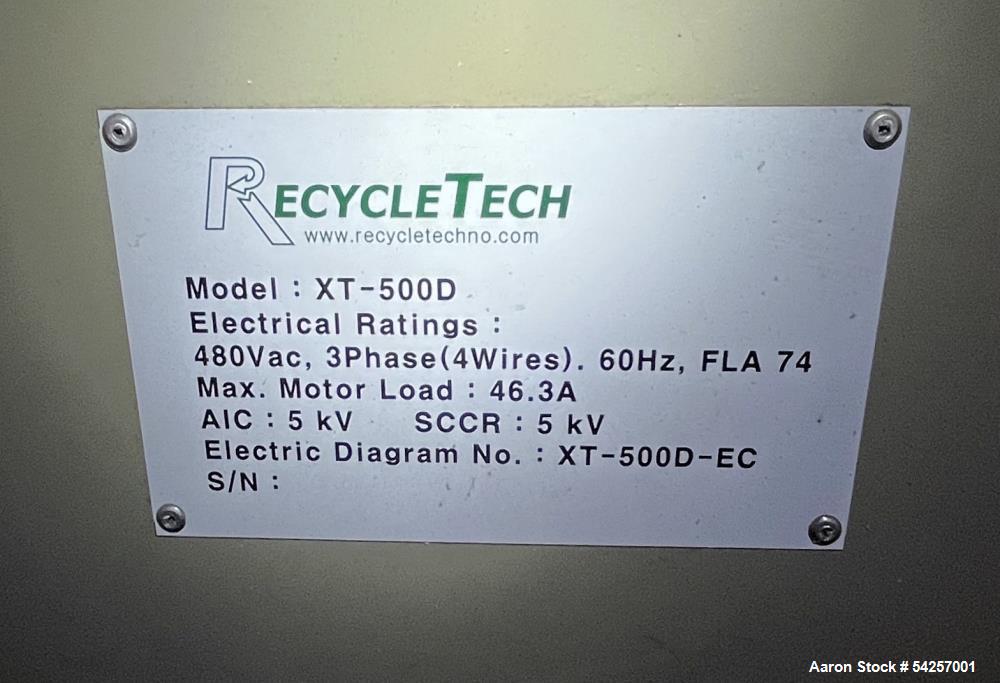 RECYCLETECH
www.recycletechno.com
Model : XT-500D
Electrical Ratings :
480Vac, 3Phase(4Wires). 60Hz, FLA 74
Max. Motor Load : 46.3A
AIC : 5 kV SCCR : 5 kV
Electric Diagram No. : XT-500D-EC
S/N :
Aaron Stock # 54257001